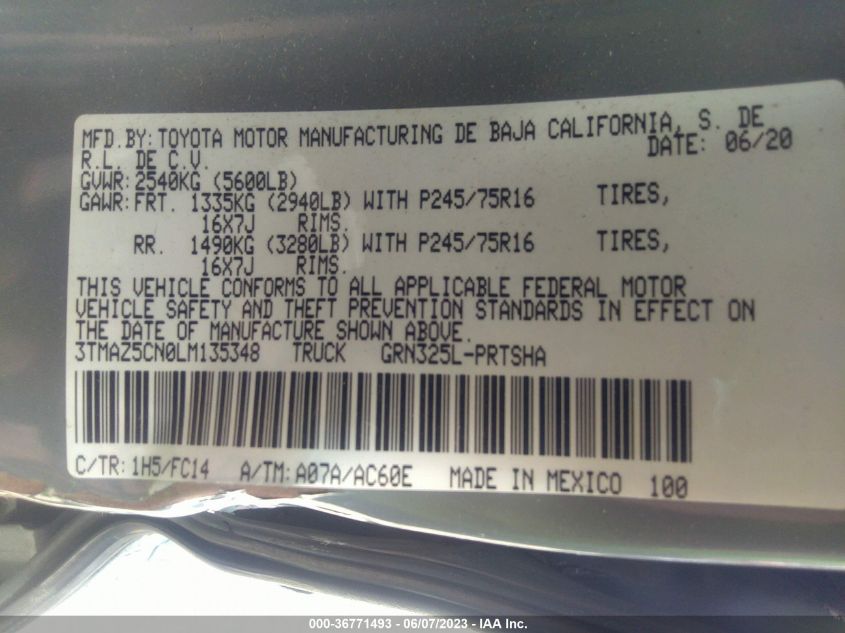 MFD.BY:TOYOTA MOTOR MANUFACTURING DE BAJA CALIFORNIA, S. DE
R.L. DE C.V. DATE: 06/20
GVWR:2540KG (5600LB)
GAWR:FRT. 1335KG (2940LB) WITH P245/75R16 TIRES,
16X7J RIMS.
RR. 1490KG (3280LB) WITH P245/75R16 TIRES,
16X7J RIMS.
THIS VEHICLE CONFORMS TO ALL APPLICABLE FEDERAL MOTOR
VEHICLE SAFETY AND THEFT PREVENTION STANDARDS IN EFFECT ON
THE DATE OF MANUFACTURE SHOWN ABOVE.
3TMAZ5CN0LM135348 TRUCK GRN325L-PRTSHA
C/TR:1H5/FC14 A/TM:A07A/AC60E MADE IN MEXICO 100
000-36771493 - 06/07/2023 - IAA Inc.